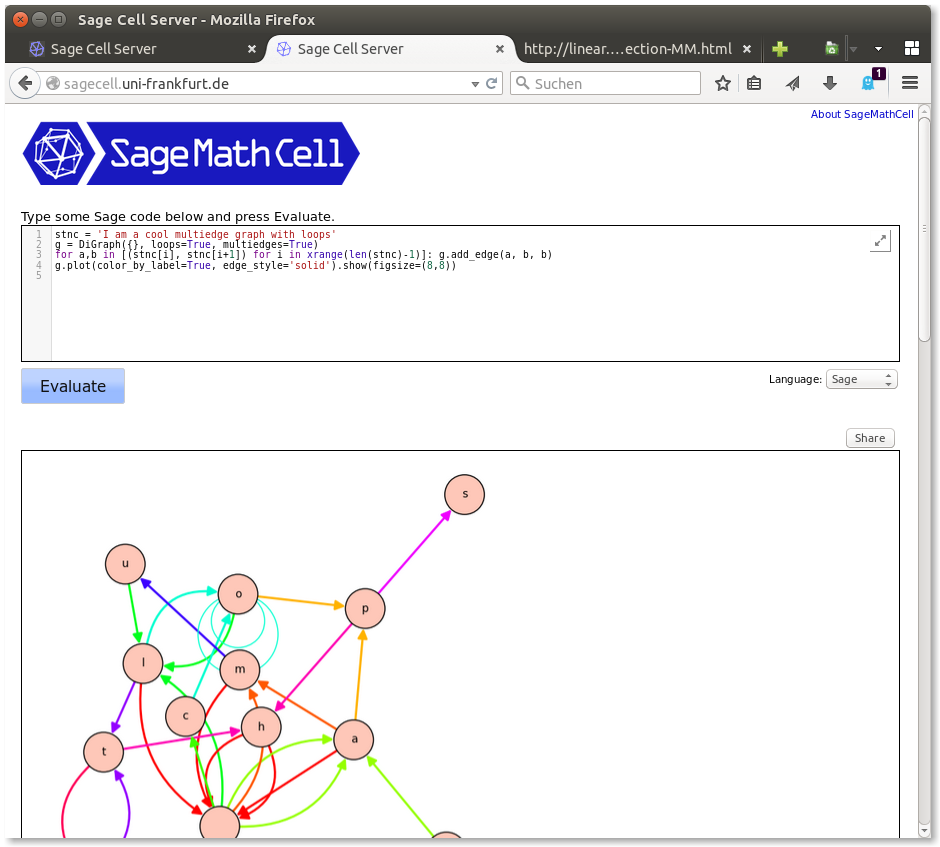 Sage Cell Server - Mozilla Firefox
Sage Cell Server
Sage Cell Server
http://linear....ection-MM.html
sagecell.uni-frankfurt.de
Suchen
1
About SageMathCell
SageMathCell
Type some Sage code below and press Evaluate.
1 stnc = 'I am a cool multiedge graph with loops'
2 g = DiGraph({}, loops=True, multiedges=True)
3 for a,b in [(stnc[i], stnc[i+1]) for i in xrange(len(stnc)-1)]: g.add_edge(a, b, b)
4 g.plot(color_by_label=True, edge_style='solid').show(figsize=(8,8))
5
Evaluate
Language: Sage
Share
s
u
o
p
l
m
c
h
a
t